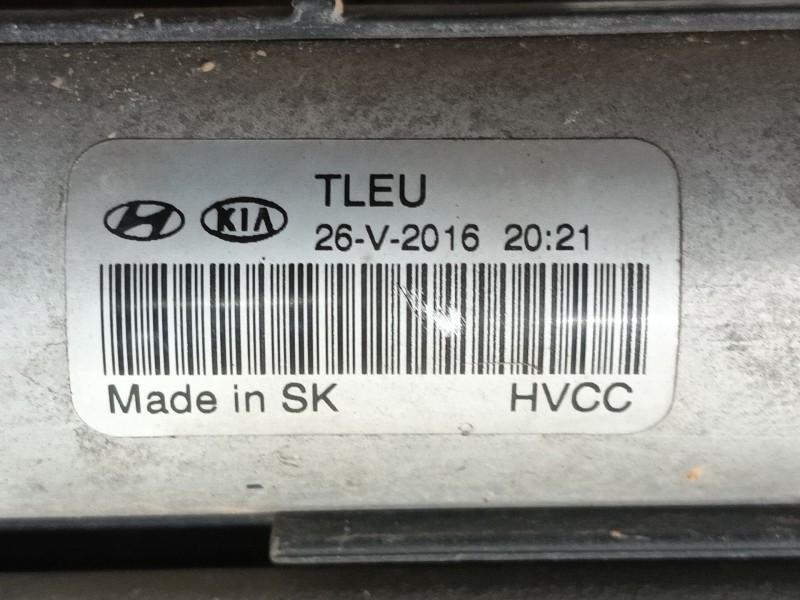 TLEU
KIA
26-V-2016 20:21
Made in SK HVCC